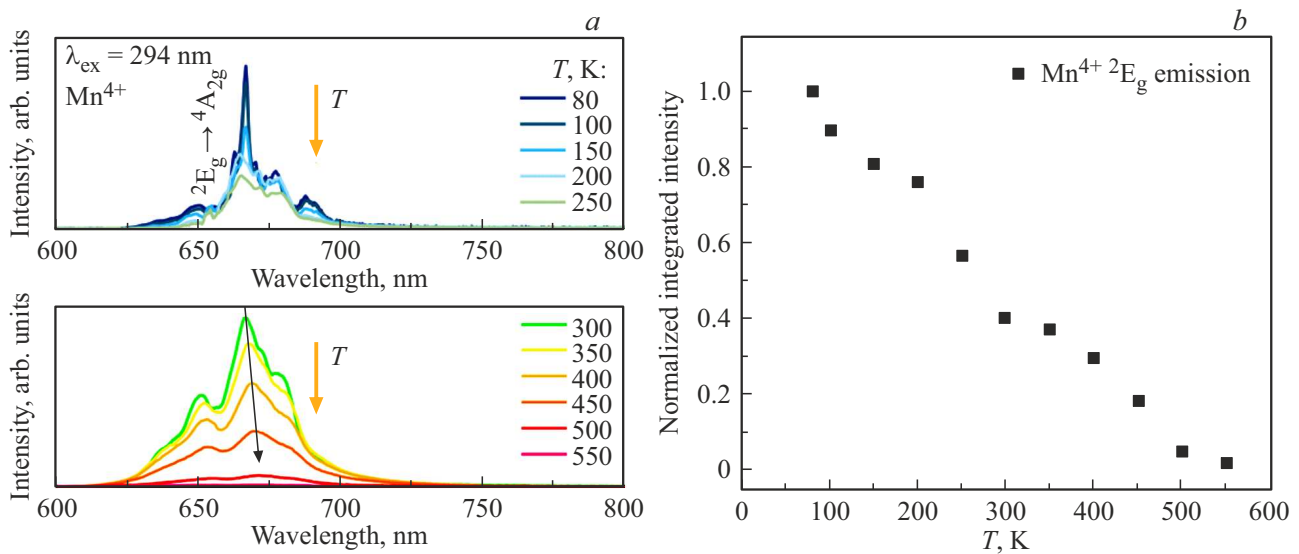 a
λex = 294 nm
Mn4+
2Eg → 4A2g
T, K:
80
100
150
200
250
T
Intensity, arb. units
600 650 700 750 800
Wavelength, nm
300
350
400
450
500
550
T
Intensity, arb. units
600 650 700 750 800
Wavelength, nm
b
Mn4+ 2Eg emission
Normalized integrated intensity
1.0
0.8
0.6
0.4
0.2
0
0 100 200 300 400 500 600
T, K